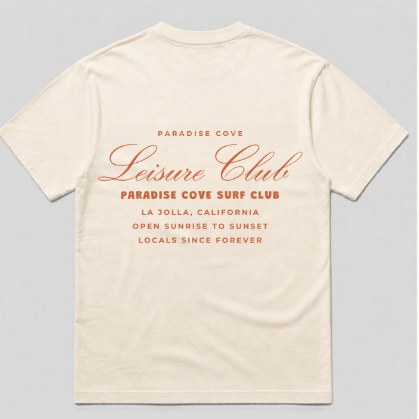 PARADISE COVE
Leisure Club
PARADISE COVE SURF CLUB
LA JOLLA, CALIFORNIA
OPEN SUNRISE TO SUNSET
LOCALS SINCE FOREVER